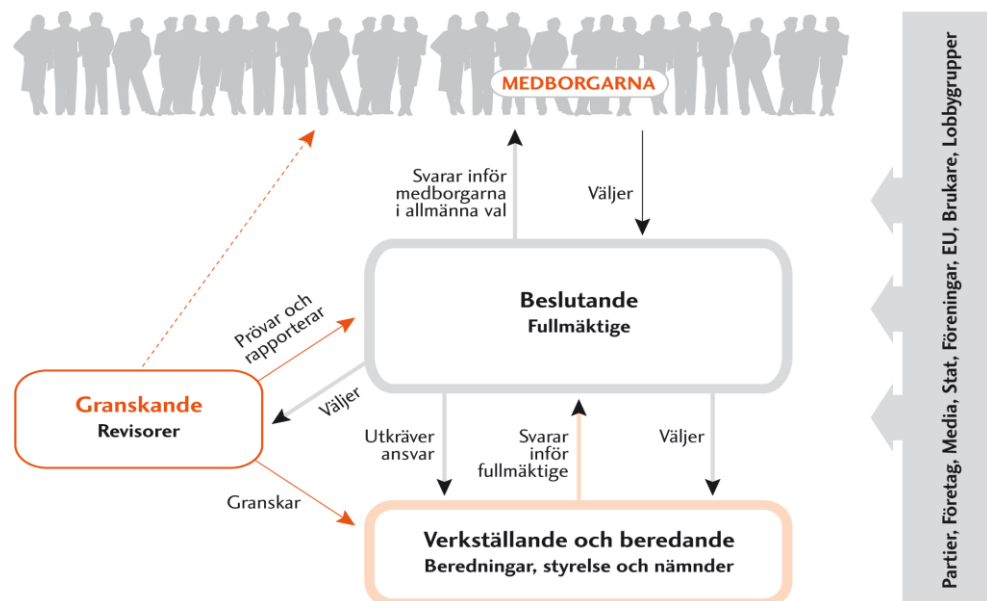 MEDBORGARNA
Svarar inför
medborgarna
i allmänna val
Väljer
Beslutande
Fullmäktige
Prövar och
rapporterar
Väljer
Granskande
Revisorer
Granskar
Utkräver
ansvar
Svarar
inför
fullmäktige
Väljer
Verkställande och beredande
Beredningar, styrelse och nämnder
Partier, Företag, Media, Stat, Föreningar, EU, Brukare, Lobbygrupper